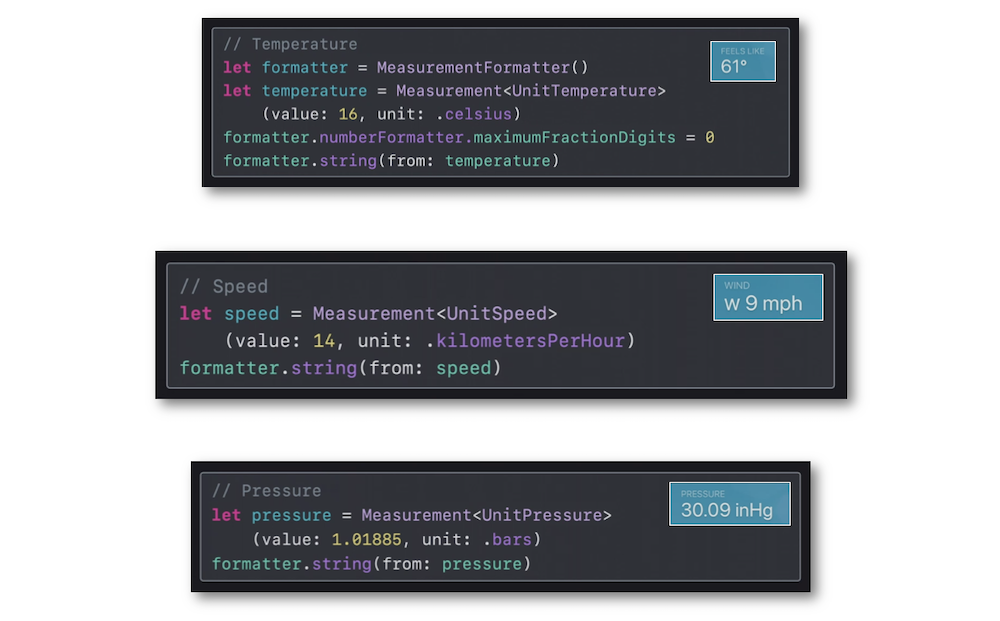 // Temperature
FEELS LIKE
61°
let formatter = MeasurementFormatter()
let temperature = Measurement<UnitTemperature>
(value: 16, unit: .celsius)
formatter.numberFormatter.maximumFractionDigits = 0
formatter.string(from: temperature)
// Speed
WIND
w 9 mph
let speed = Measurement<UnitSpeed>
(value: 14, unit: .kilometersPerHour)
formatter.string(from: speed)
// Pressure
PRESSURE
30.09 inHg
let pressure = Measurement<UnitPressure>
(value: 1.01885, unit: .bars)
formatter.string(from: pressure)